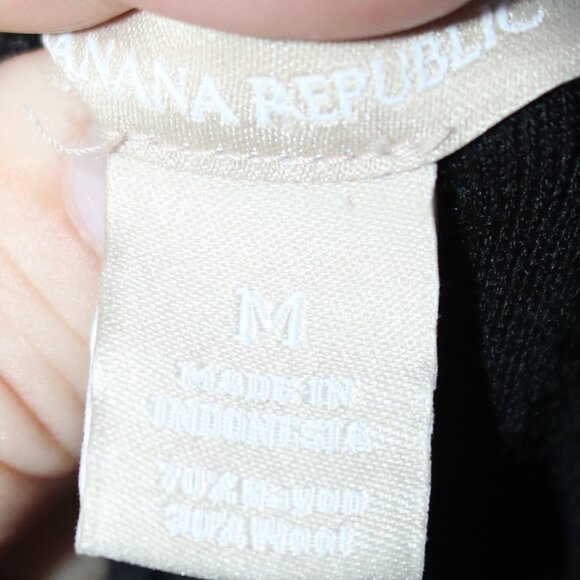 ANANA REPUBLIC
M
MADE IN
INDONESIA
70% Rayon
30% Wool